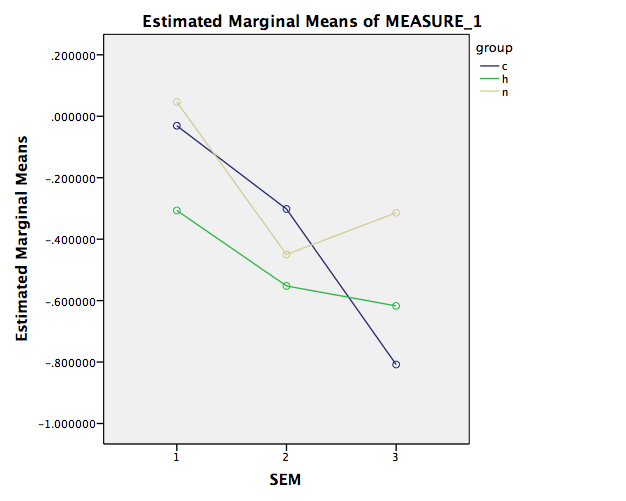 Estimated Marginal Means of MEASURE_1
group
c
h
n
Estimated Marginal Means
.200000
.000000
-.200000
-.400000
-.600000
-.800000
-1.000000
1
2
3
SEM